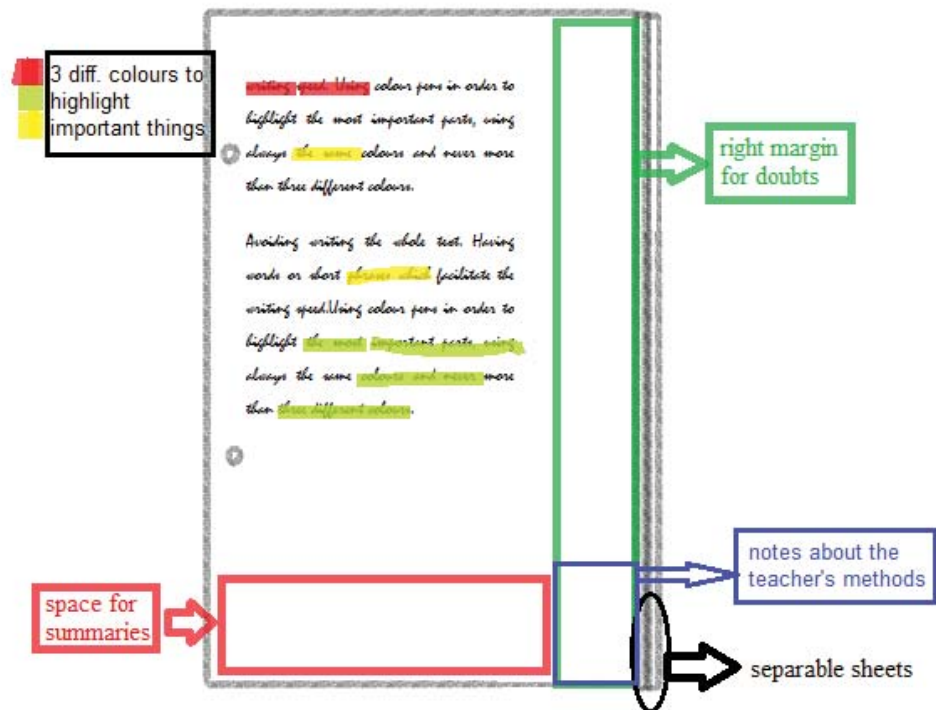 3 diff. colours to
highlight
important things
writing speed. Using colour pens in order to
highlight the most important parts, using
always the same colours and never more
than three different colours.
Avoiding writing the whole text. Having
words or short phrases which facilitate the
writing speed.Using colour pens in order to
highlight the most important parts, using
always the same colours and never more
than three different colours.
right margin
for doubts
notes about the
teacher's methods
space for
summaries
separable sheets